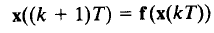 x((k + 1)T) = f(x(kT))